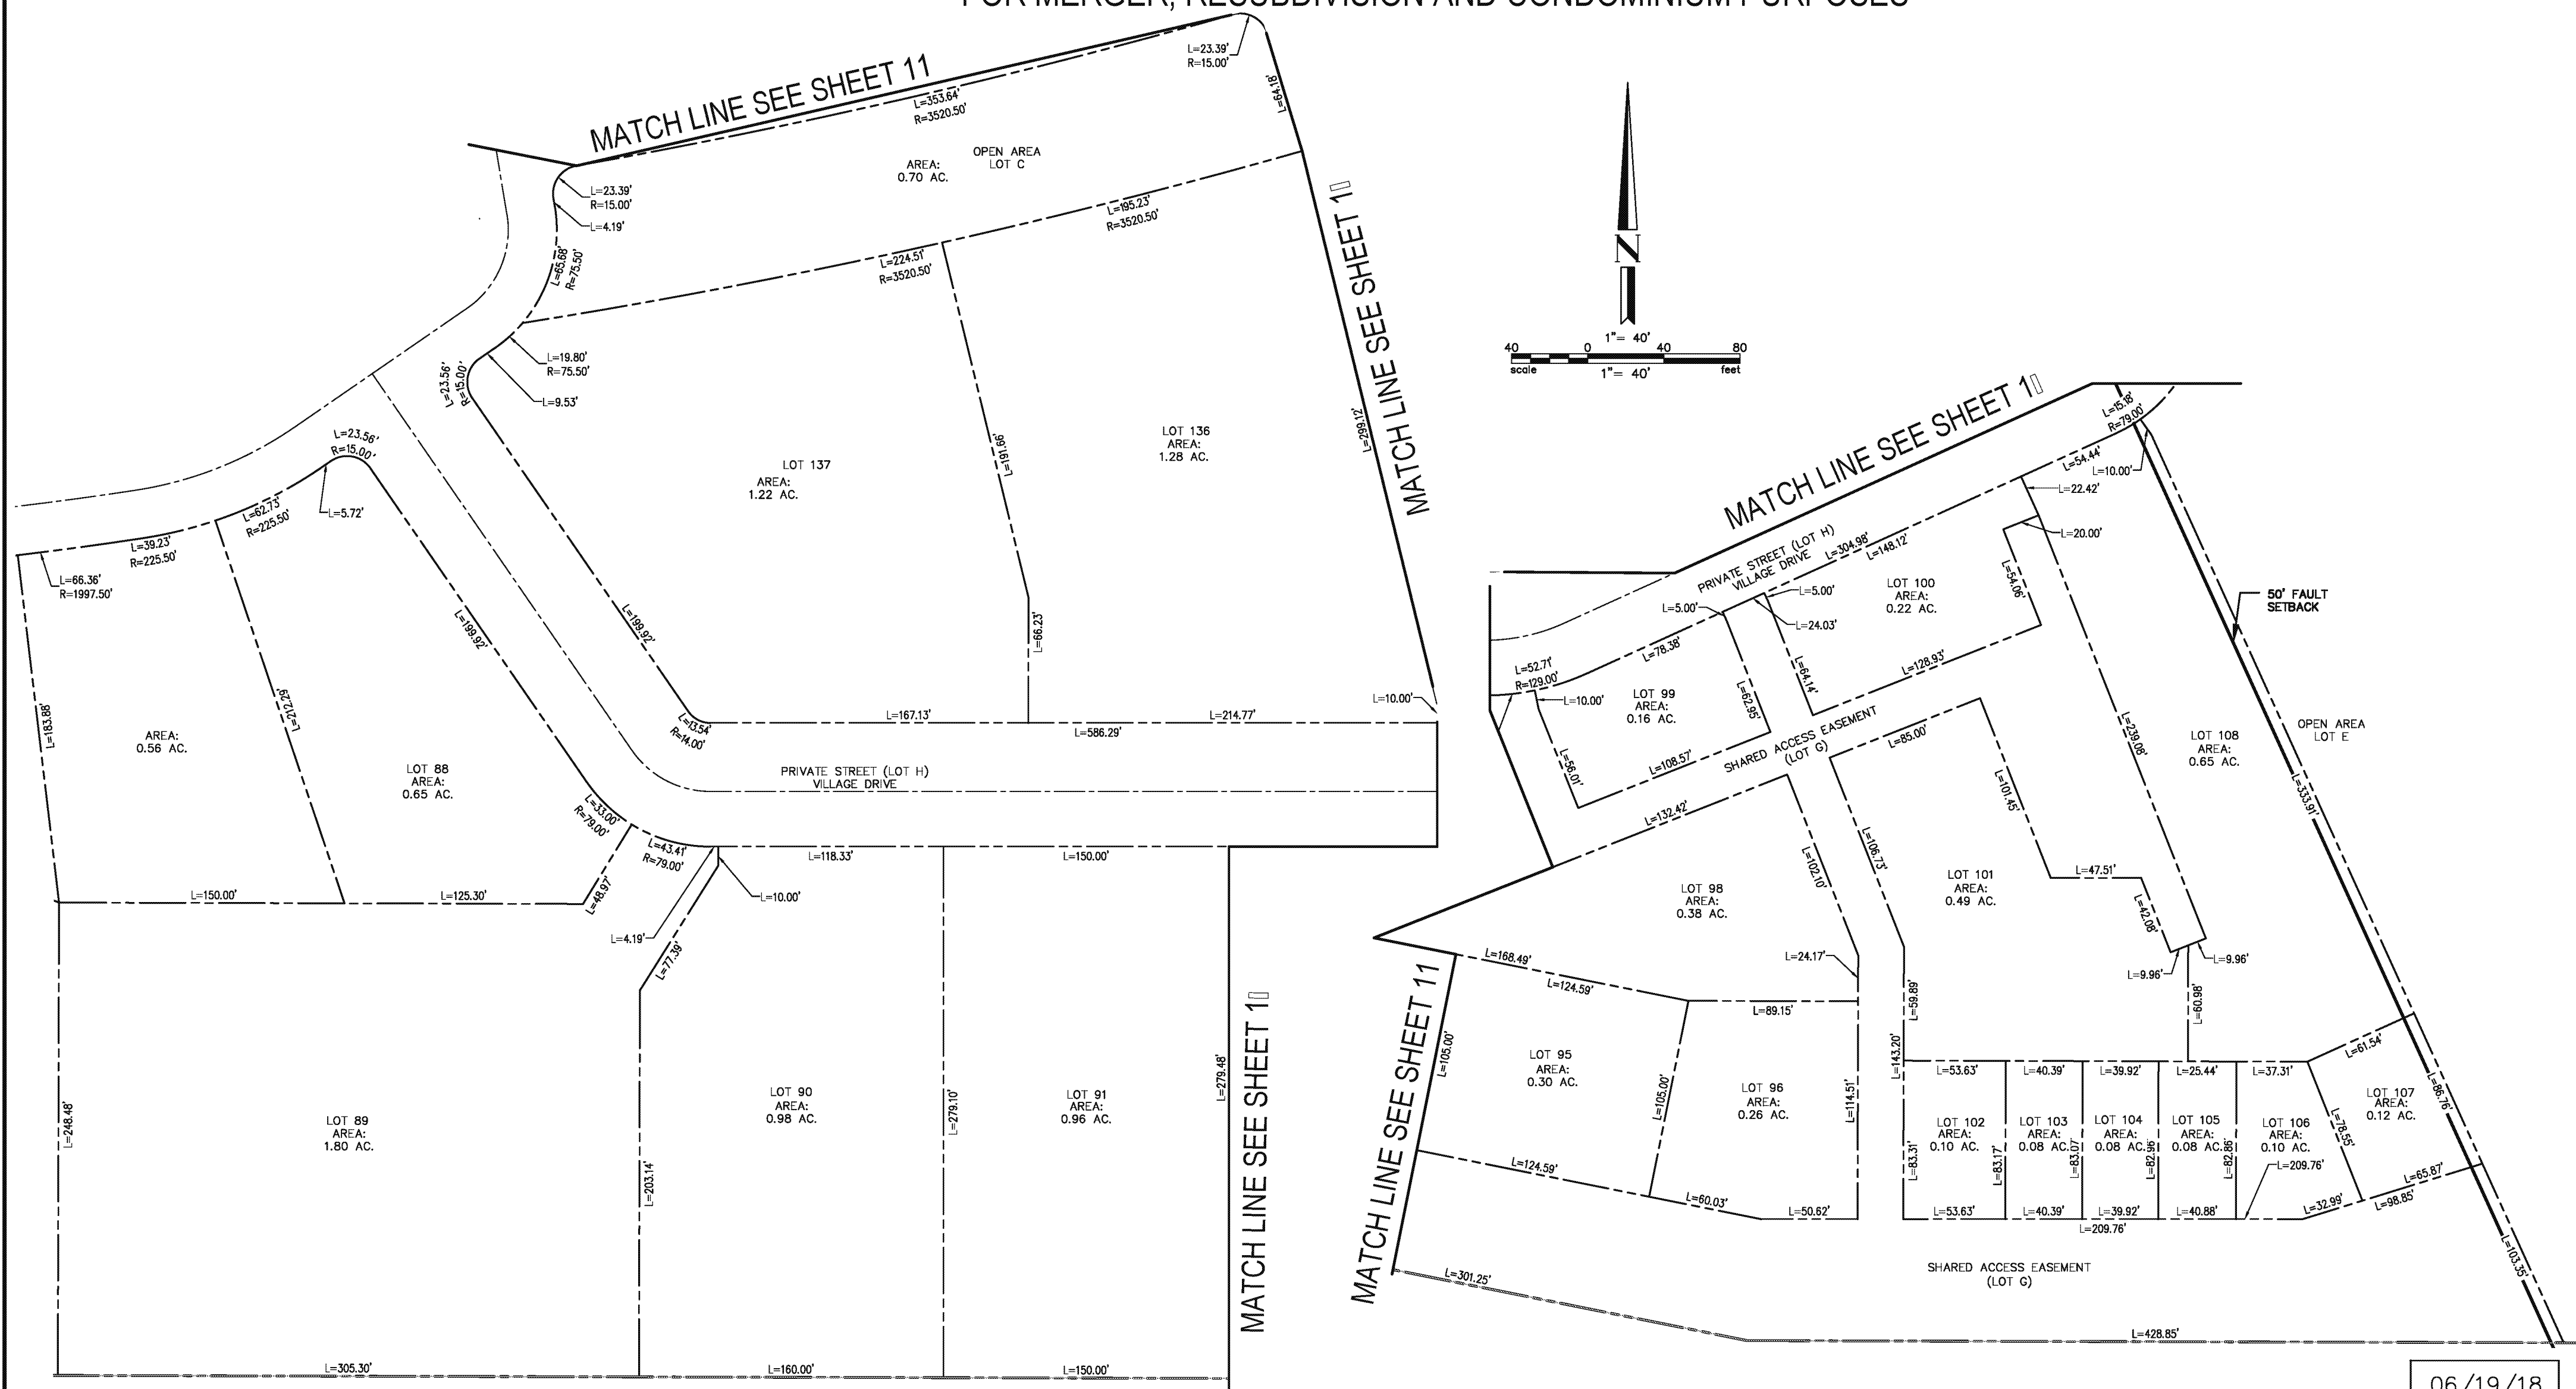 FOR MERGER, RESUBDIVISION AND CONDOMINIUM PURPOSES
MATCH LINE SEE SHEET 11
L=353.64'
R=3520.50'
L=23.39'
R=15.00'
L=64.18'
OPEN AREA
LOT C
AREA:
0.70 AC.
L=23.39'
R=15.00'
L=4.19'
L=65.68'
R=75.50'
L=195.23'
R=3520.50'
L=224.51'
R=3520.50'
L=19.80'
R=75.50'
L=9.53'
L=23.56'
R=15.00'
MATCH LINE SEE SHEET 1
L=299.12'
LOT 136
AREA:
1.28 AC.
LOT 137
AREA:
1.22 AC.
L=191.66'
L=66.23'
L=199.92'
L=23.56'
R=15.00'
L=5.72'
L=62.73'
R=225.50'
L=39.23'
R=225.50'
L=66.36'
R=1997.50'
L=183.88'
L=212.29'
L=199.92'
AREA:
0.56 AC.
LOT 88
AREA:
0.65 AC.
L=13.54'
R=14.00'
L=167.13'
L=214.77'
L=10.00'
L=586.29'
PRIVATE STREET (LOT H)
VILLAGE DRIVE
L=33.00'
R=79.00'
L=43.41'
R=79.00'
L=118.33'
L=150.00'
L=150.00'
L=125.30'
L=48.97'
L=10.00'
L=4.19'
L=77.39'
L=248.48'
LOT 89
AREA:
1.80 AC.
L=203.14'
LOT 90
AREA:
0.98 AC.
L=279.10'
LOT 91
AREA:
0.96 AC.
L=279.48'
MATCH LINE SEE SHEET 1
L=305.30'
L=160.00'
L=150.00'
N
1"= 40'
40 0 40 80
scale 1"= 40' feet
MATCH LINE SEE SHEET 1
L=15.18'
R=79.00'
L=54.44'
L=10.00'
L=22.42'
L=20.00'
PRIVATE STREET (LOT H)
VILLAGE DRIVE
L=304.98'
L=148.12'
LOT 100
AREA:
0.22 AC.
L=54.06'
50' FAULT
SETBACK
L=5.00'
L=5.00'
L=24.03'
L=78.38'
L=52.71'
R=129.00'
L=10.00'
LOT 99
AREA:
0.16 AC.
L=62.95'
L=64.14'
L=128.93'
L=56.01'
L=108.57'
SHARED ACCESS EASEMENT
(LOT G)
L=85.00'
L=132.42'
L=239.08'
LOT 108
AREA:
0.65 AC.
OPEN AREA
LOT E
L=333.91'
L=101.45'
L=106.73'
L=102.10'
LOT 98
AREA:
0.38 AC.
LOT 101
AREA:
0.49 AC.
L=47.51'
L=42.08'
L=9.96'
L=9.96'
L=24.17'
L=168.49'
L=124.59'
L=89.15'
L=59.89'
L=60.98'
MATCH LINE SEE SHEET 11
L=105.00'
LOT 95
AREA:
0.30 AC.
L=105.00'
LOT 96
AREA:
0.26 AC.
L=114.51'
L=143.20'
L=53.63'
L=40.39'
L=39.92'
L=25.44'
L=37.31'
L=61.54'
L=86.76'
LOT 107
AREA:
0.12 AC.
LOT 102
AREA:
0.10 AC.
LOT 103
AREA:
0.08 AC.
LOT 104
AREA:
0.08 AC.
LOT 105
AREA:
0.08 AC.
LOT 106
AREA:
0.10 AC.
L=83.31'
L=83.17'
L=83.07'
L=82.96'
L=82.86'
L=78.55'
L=209.76'
L=65.87'
L=98.85'
L=32.99'
L=124.59'
L=60.03'
L=50.62'
L=53.63'
L=40.39'
L=39.92'
L=40.88'
L=209.76'
L=103.35'
L=301.25'
SHARED ACCESS EASEMENT
(LOT G)
L=428.85'
06/19/18